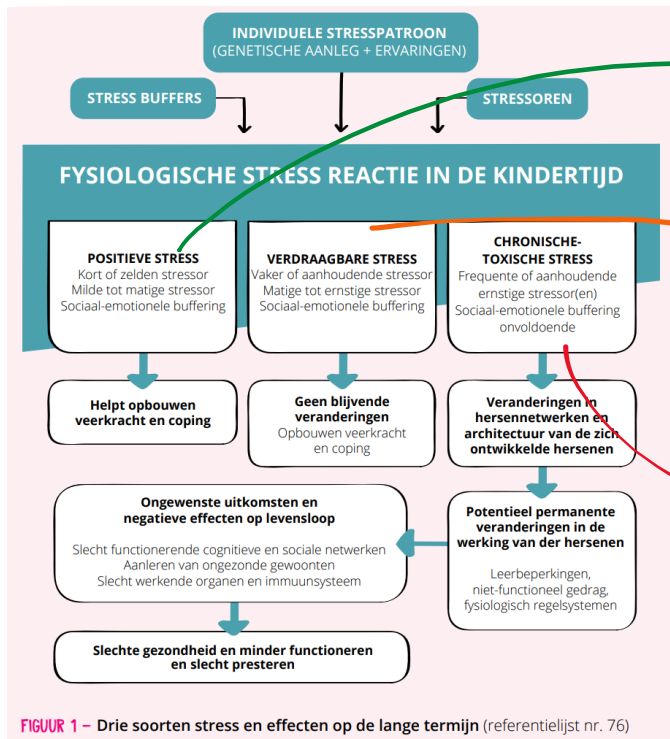 INDIVIDUELE STRESSPATROON
(GENETISCHE AANLEG + ERVARINGEN)
STRESS BUFFERS
STRESSOREN
FYSIOLOGISCHE STRESS REACTIE IN DE KINDERTIJD
POSITIEVE STRESS
Kort of zelden stressor
Milde tot matige stressor
Sociaal-emotionele buffering
VERDRAAGBARE STRESS
Vaker of aanhoudende stressor
Matige tot ernstige stressor
Sociaal-emotionele buffering
CHRONISCHE-
TOXISCHE STRESS
Frequente of aanhoudende
ernstige stressor(en)
Sociaal-emotionele buffering
onvoldoende
Helpt opbouwen
veerkracht en coping
Geen blijvende
veranderingen
Opbouwen veerkracht
en coping
Veranderingen in
hersennetwerken en
architectuur van de zich
ontwikkelde hersenen
Ongewenste uitkomsten en
negatieve effecten op levensloop
Slecht functionerende cognitieve en sociale netwerken
Aanleren van ongezonde gewoonten
Slecht werkende organen en immuunsysteem
Potentieel permanente
veranderingen in de
werking van der hersenen
Leerbeperkingen,
niet-functioneel gedrag,
fysiologisch regelsystemen
Slechte gezondheid en minder functioneren
en slecht presteren
FIGUUR 1 – Drie soorten stress en effecten op de lange termijn (referentielijst nr. 76)